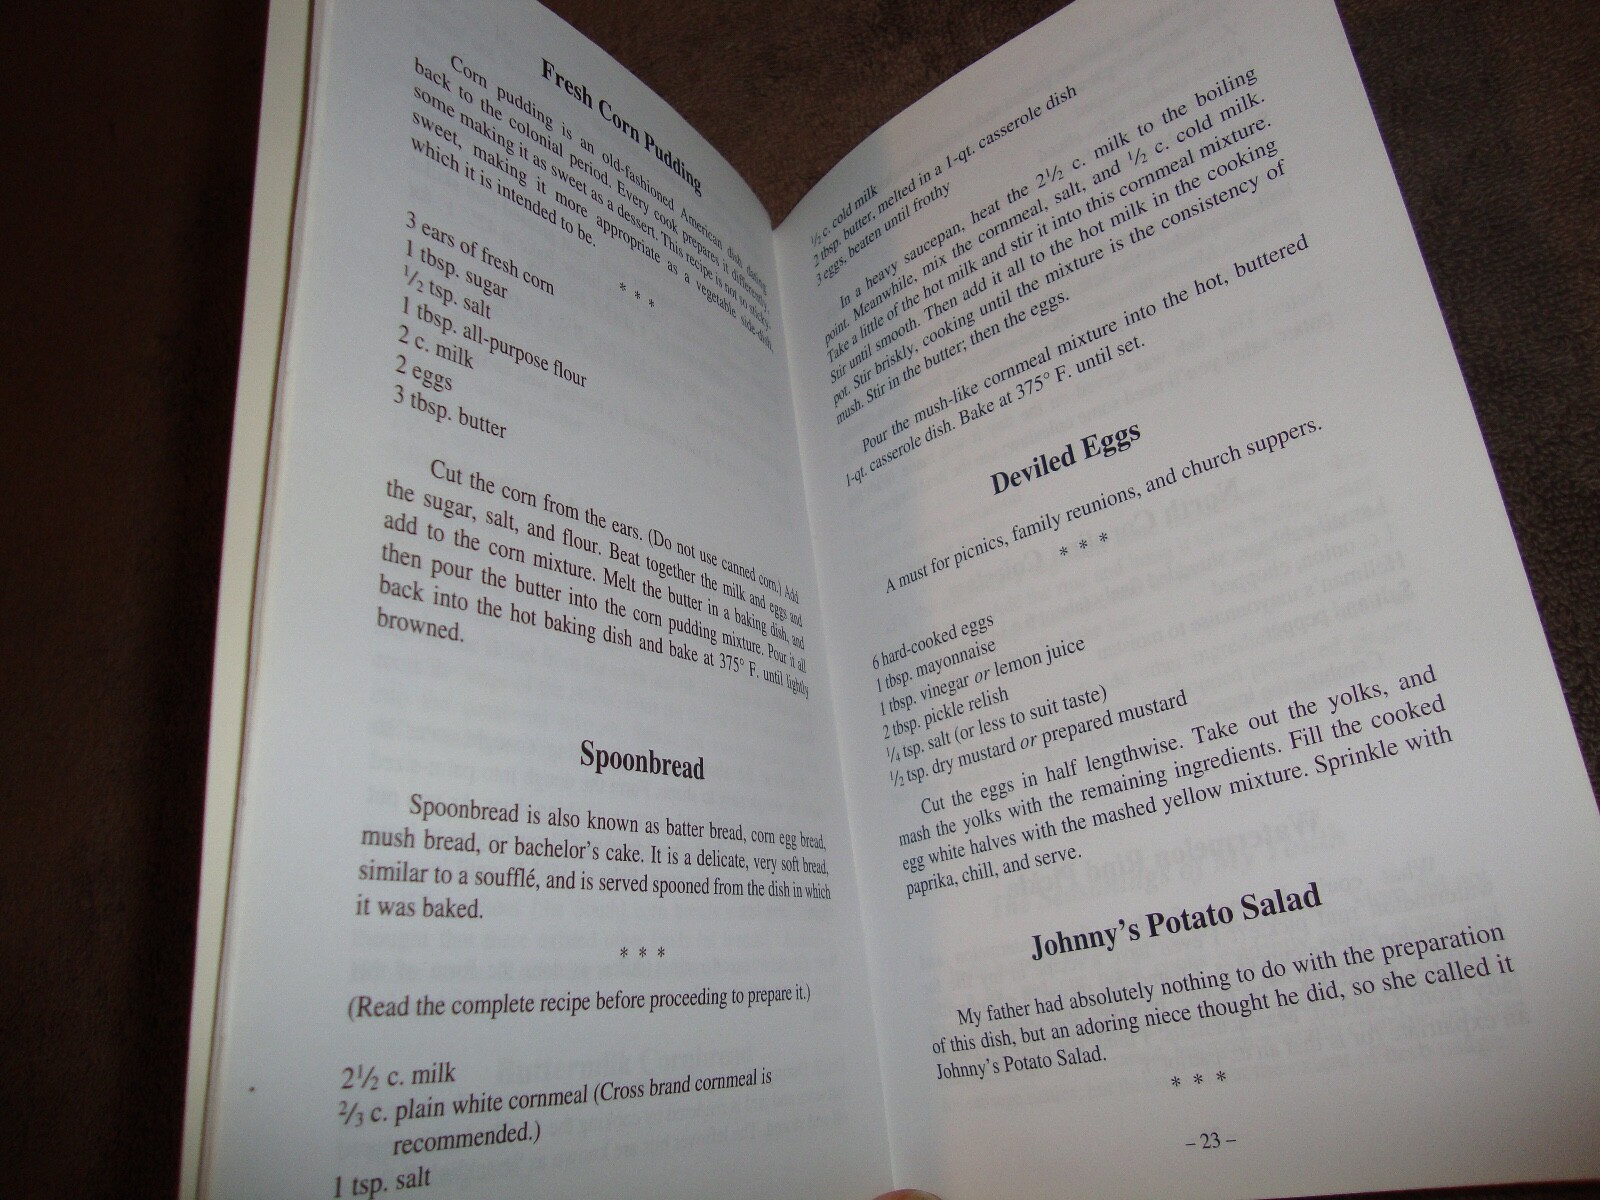 Fresh Corn Pudding
Corn pudding is an old-fashioned American dish, dating
back to the colonial period. Every cook prepares it differently,
some making it as sweet as a dessert. This recipe is not so sticky-
sweet, making it more appropriate as a vegetable side-dish,
which it is intended to be.
* * *
3 ears of fresh corn
1 tbsp. sugar
1/2 tsp. salt
1 tbsp. all-purpose flour
2 c. milk
2 eggs
3 tbsp. butter
Cut the corn from the ears. (Do not use canned corn.) Add
the sugar, salt, and flour. Beat together the milk and eggs and
add to the corn mixture. Melt the butter in a baking dish, and
then pour the butter into the corn pudding mixture. Pour it all
back into the hot baking dish and bake at 375° F. until lightly
browned.
Spoonbread
Spoonbread is also known as batter bread, corn egg bread,
mush bread, or bachelor's cake. It is a delicate, very soft bread,
similar to a soufflé, and is served spooned from the dish in which
it was baked.
* * *
(Read the complete recipe before proceeding to prepare it.)
2 1/2 c. milk
2/3 c. plain white cornmeal (Cross brand cornmeal is
recommended.)
1 tsp. salt
1/2 c. cold milk
2 tbsp. butter, melted in a 1-qt. casserole dish
3 eggs, beaten until frothy
In a heavy saucepan, heat the 2 1/2 c. milk to the boiling
point. Meanwhile, mix the cornmeal, salt, and 1/2 c. cold milk.
Take a little of the hot milk and stir it into this cornmeal mixture.
Stir until smooth. Then add it all to the hot milk in the cooking
pot. Stir briskly, cooking until the mixture is the consistency of
mush. Stir in the butter; then the eggs.
Pour the mush-like cornmeal mixture into the hot, buttered
1-qt. casserole dish. Bake at 375° F. until set.
Deviled Eggs
A must for picnics, family reunions, and church suppers.
* * *
6 hard-cooked eggs
1 tbsp. mayonnaise
1 tbsp. vinegar or lemon juice
2 tbsp. pickle relish
1/4 tsp. salt (or less to suit taste)
1/2 tsp. dry mustard or prepared mustard
Cut the eggs in half lengthwise. Take out the yolks, and
mash the yolks with the remaining ingredients. Fill the cooked
egg white halves with the mashed yellow mixture. Sprinkle with
paprika, chill, and serve.
Johnny's Potato Salad
My father had absolutely nothing to do with the preparation
of this dish, but an adoring niece thought he did, so she called it
Johnny's Potato Salad.
* * *
– 23 –